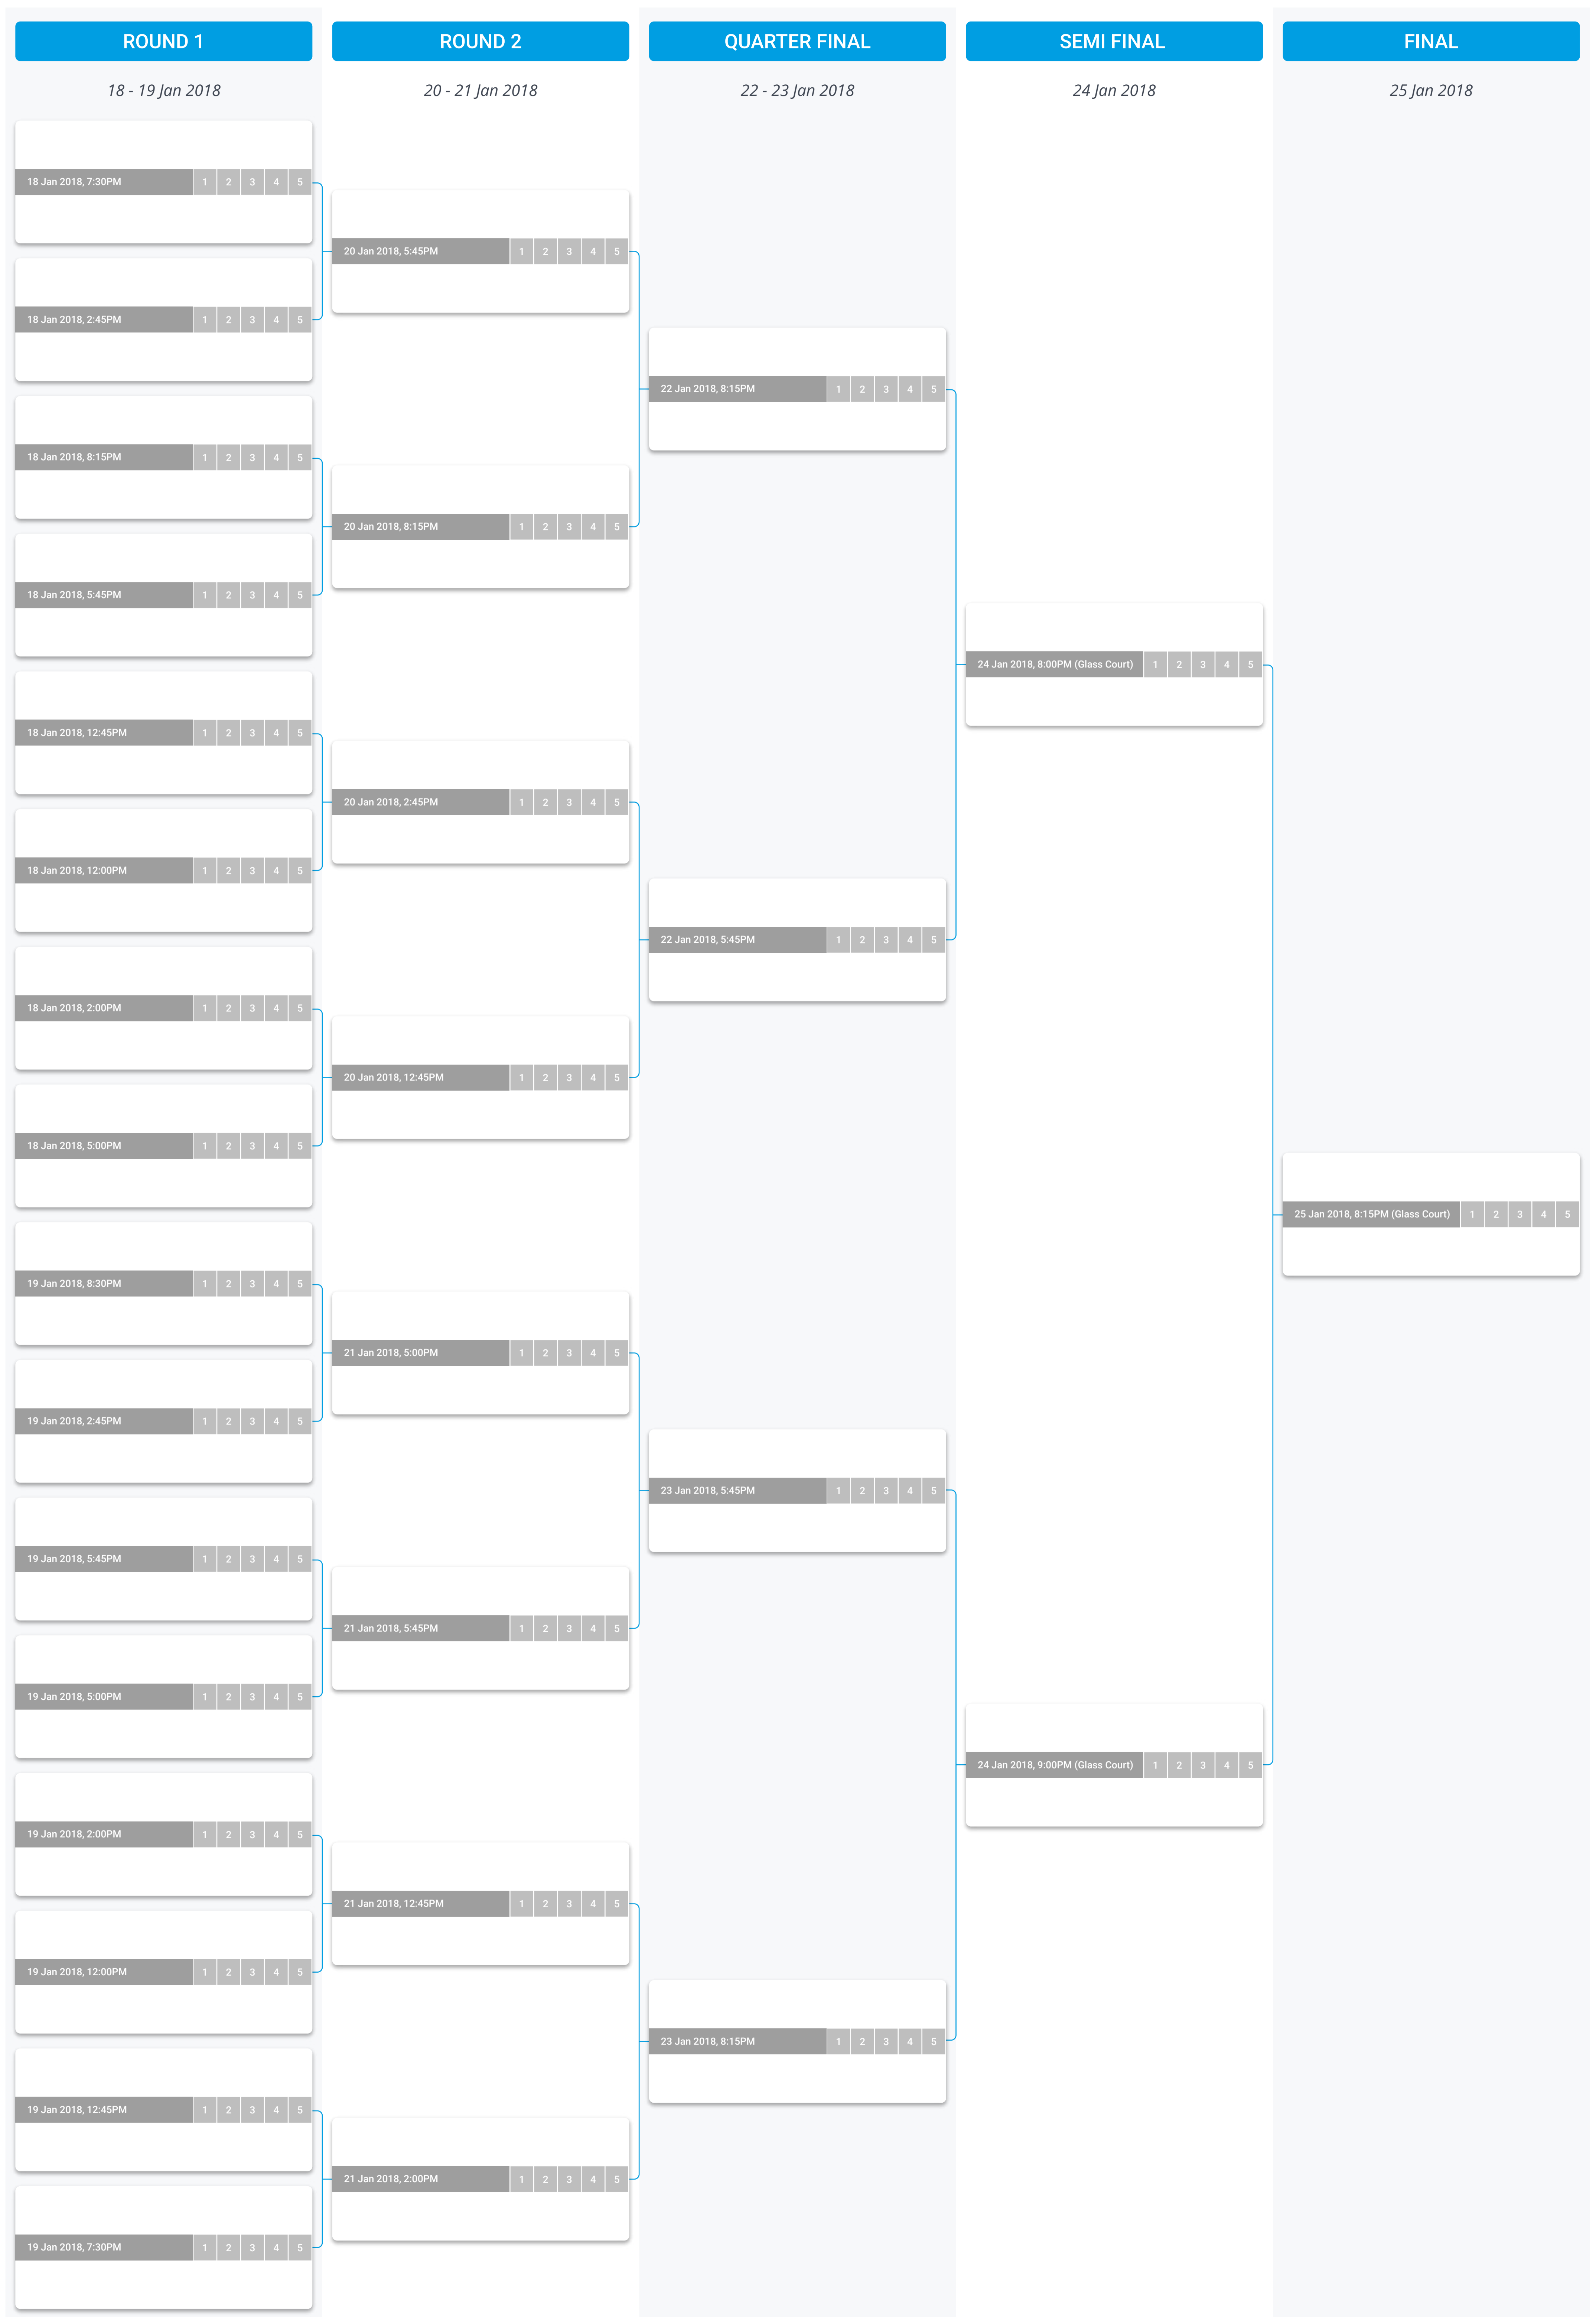 ROUND 1
18 - 19 Jan 2018
18 Jan 2018, 7:30PM 1 2 3 4 5
18 Jan 2018, 2:45PM 1 2 3 4 5
18 Jan 2018, 8:15PM 1 2 3 4 5
18 Jan 2018, 5:45PM 1 2 3 4 5
18 Jan 2018, 12:45PM 1 2 3 4 5
18 Jan 2018, 12:00PM 1 2 3 4 5
18 Jan 2018, 2:00PM 1 2 3 4 5
18 Jan 2018, 5:00PM 1 2 3 4 5
19 Jan 2018, 8:30PM 1 2 3 4 5
19 Jan 2018, 2:45PM 1 2 3 4 5
19 Jan 2018, 5:45PM 1 2 3 4 5
19 Jan 2018, 5:00PM 1 2 3 4 5
19 Jan 2018, 2:00PM 1 2 3 4 5
19 Jan 2018, 12:00PM 1 2 3 4 5
19 Jan 2018, 12:45PM 1 2 3 4 5
19 Jan 2018, 7:30PM 1 2 3 4 5
ROUND 2
20 - 21 Jan 2018
20 Jan 2018, 5:45PM 1 2 3 4 5
20 Jan 2018, 8:15PM 1 2 3 4 5
20 Jan 2018, 2:45PM 1 2 3 4 5
20 Jan 2018, 12:45PM 1 2 3 4 5
21 Jan 2018, 5:00PM 1 2 3 4 5
21 Jan 2018, 5:45PM 1 2 3 4 5
21 Jan 2018, 12:45PM 1 2 3 4 5
21 Jan 2018, 2:00PM 1 2 3 4 5
QUARTER FINAL
22 - 23 Jan 2018
22 Jan 2018, 8:15PM 1 2 3 4 5
22 Jan 2018, 5:45PM 1 2 3 4 5
23 Jan 2018, 5:45PM 1 2 3 4 5
23 Jan 2018, 8:15PM 1 2 3 4 5
SEMI FINAL
24 Jan 2018
24 Jan 2018, 8:00PM (Glass Court) 1 2 3 4 5
24 Jan 2018, 9:00PM (Glass Court) 1 2 3 4 5
FINAL
25 Jan 2018
25 Jan 2018, 8:15PM (Glass Court) 1 2 3 4 5